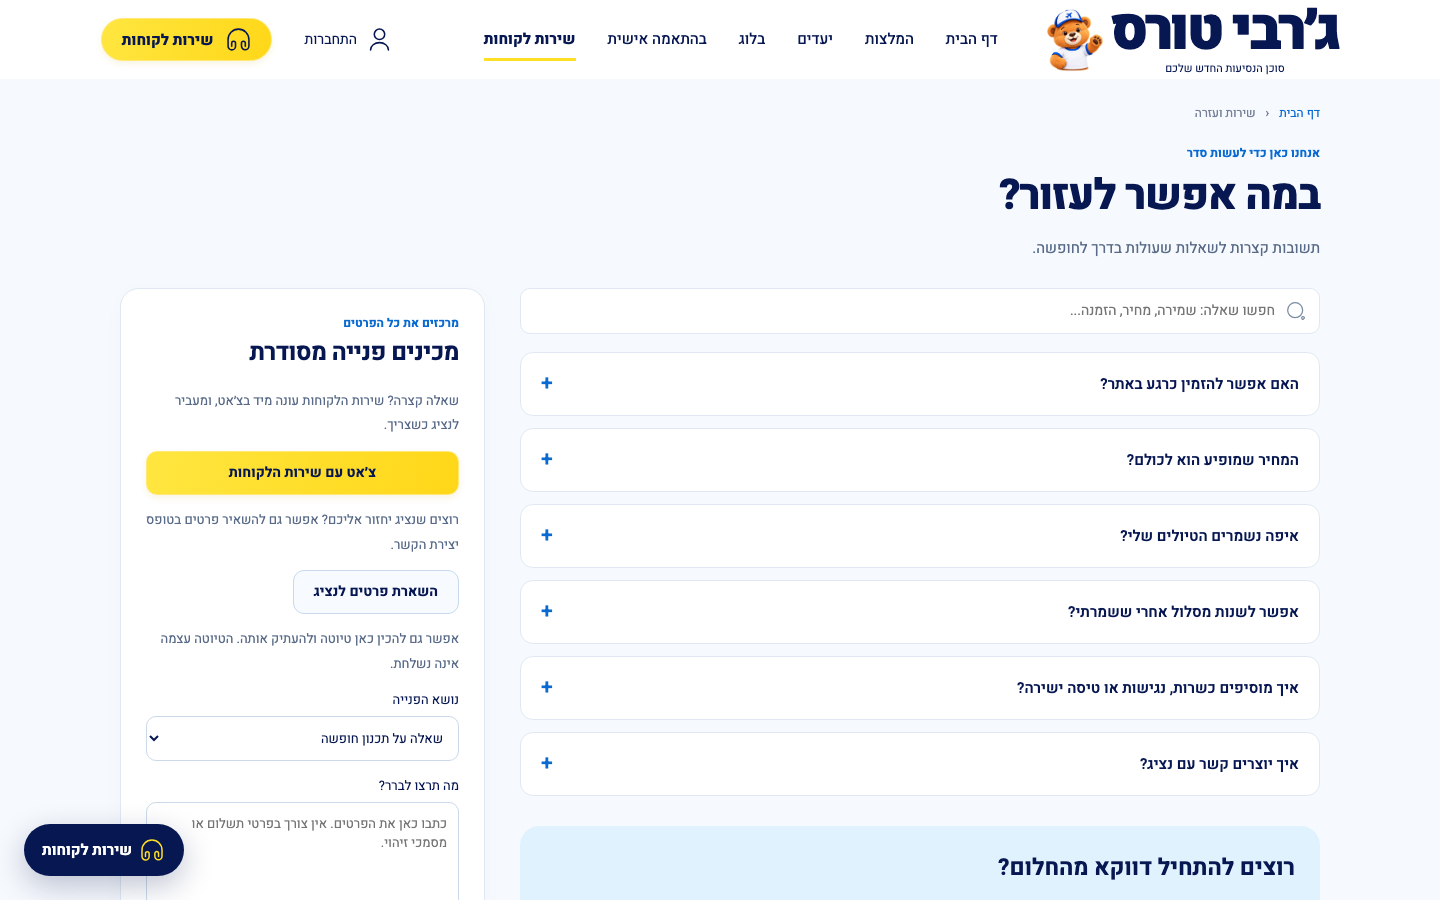 ג'רבי טורס
סוכן הנסיעות החדש שלכם
דף הבית
המלצות
יעדים
בלוג
בהתאמה אישית
שירות לקוחות
התחברות
שירות לקוחות
דף הבית › שירות ועזרה
אנחנו כאן כדי לעשות סדר
במה אפשר לעזור?
תשובות קצרות לשאלות שעולות בדרך לחופשה.
חפשו שאלה: שמירה, מחיר, הזמנה...
האם אפשר להזמין כרגע באתר?
+
המחיר שמופיע הוא לכולם?
+
איפה נשמרים הטיולים שלי?
+
אפשר לשנות מסלול אחרי ששמרתי?
+
איך מוסיפים כשרות, נגישות או טיסה ישירה?
+
איך יוצרים קשר עם נציג?
+
רוצים להתחיל דווקא מהחלום?
מרכזים את כל הפרטים
מכינים פנייה מסודרת
שאלה קצרה? שירות הלקוחות עונה מיד בצ'אט, ומעביר
לנציג כשצריך.
צ'אט עם שירות הלקוחות
רוצים שנציג יחזור אליכם? אפשר גם להשאיר פרטים בטופס
יצירת הקשר.
השארת פרטים לנציג
אפשר גם להכין כאן טיוטה ולהעתיק אותה. הטיוטה עצמה
אינה נשלחת.
נושא הפנייה
שאלה על תכנון חופשה
מה תרצו לברר?
כתבו כאן את הפרטים. אין צורך בפרטי תשלום או
מסמכי זיהוי.
שירות לקוחות